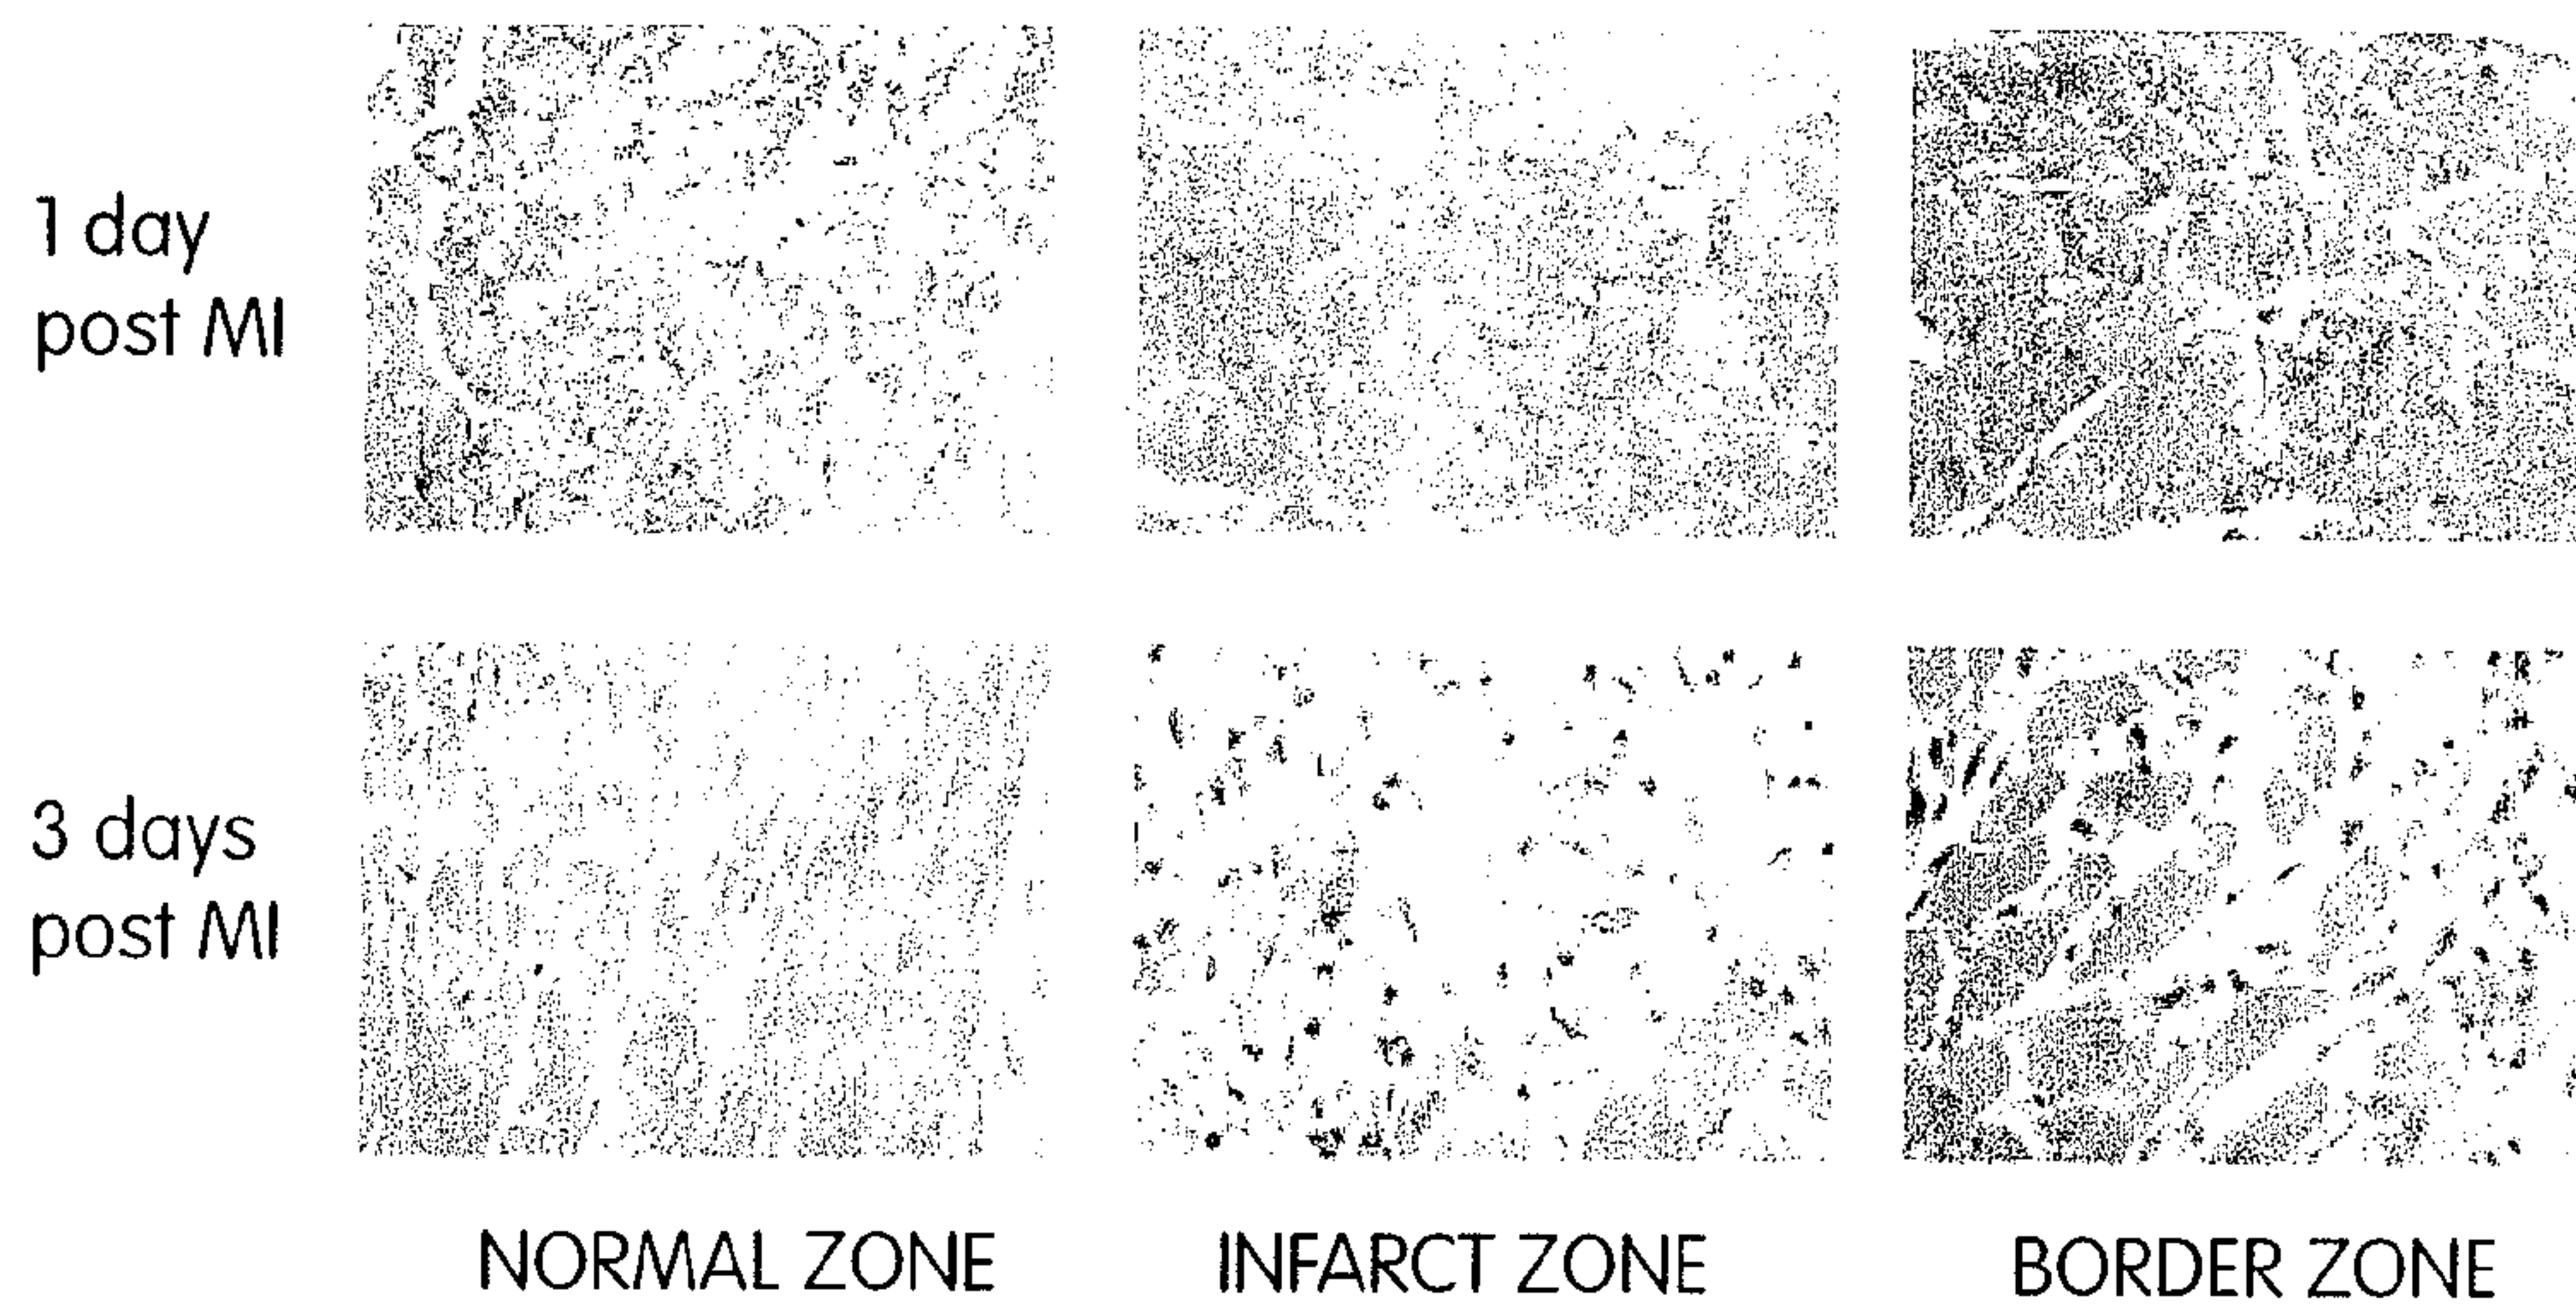 1 day
post MI
3 days
post MI
NORMAL ZONE
INFARCT ZONE
BORDER ZONE